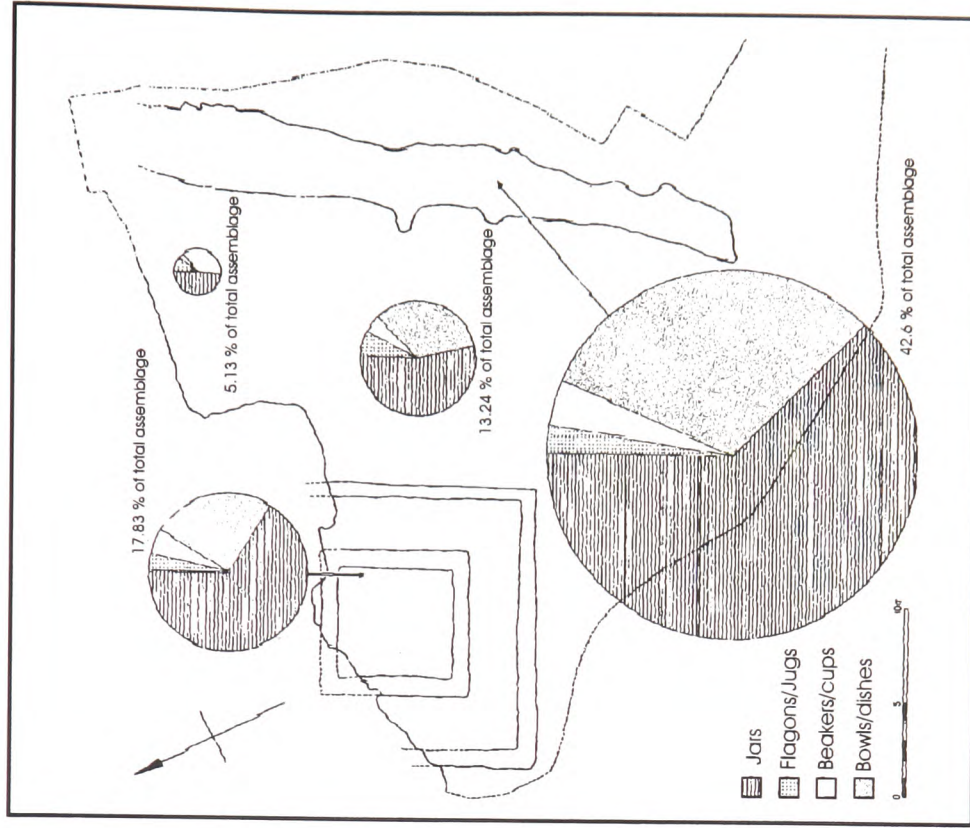 17.83 % of total assemblage
5.13 % of total assemblage
13.24 % of total assemblage
42.6 % of total assemblage
Jars
Flagons/Jugs
Beakers/cups
Bowls/dishes
0 5